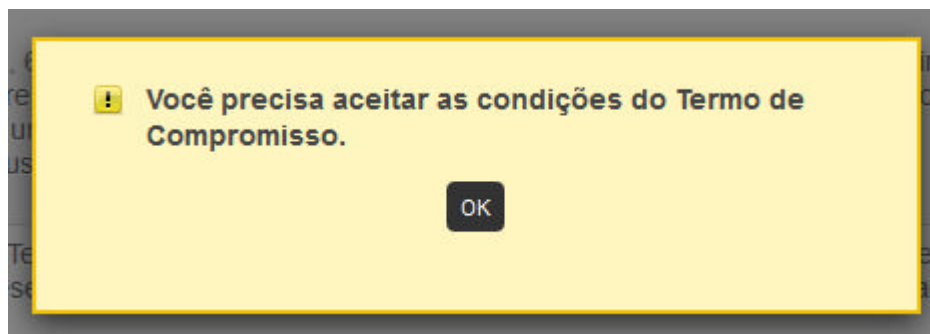 Você precisa aceitar as condições do Termo de
Compromisso.
OK